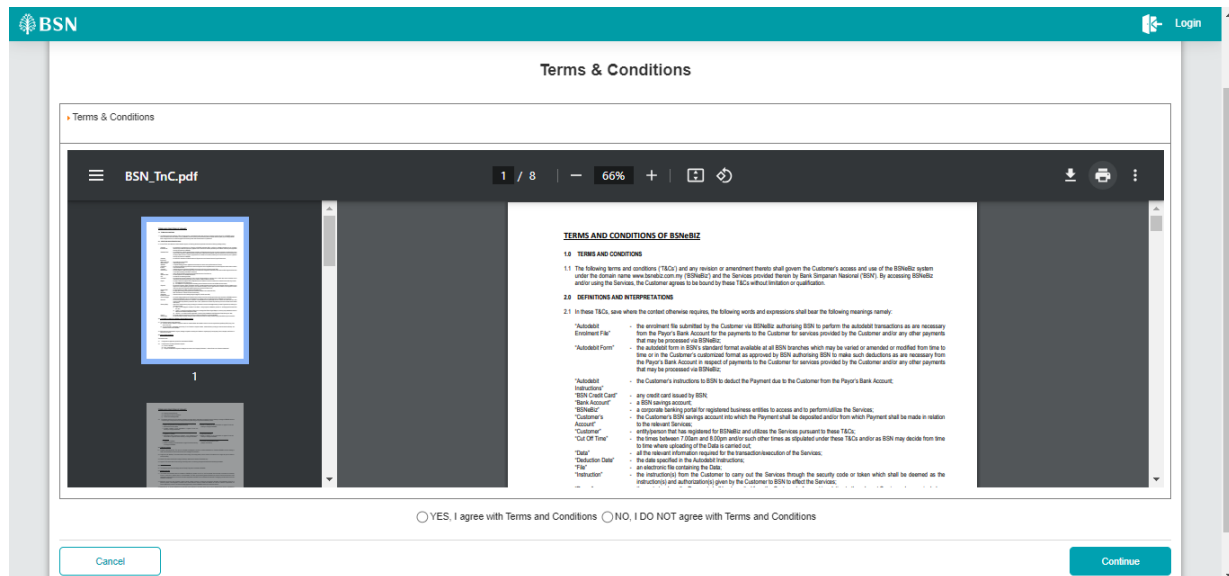 BSN
Login
Terms & Conditions
Terms & Conditions
BSN_TnC.pdf
1 / 8
66%
1
TERMS AND CONDITIONS OF BSNeBIZ
1.0 TERMS AND CONDITIONS
1.1 The following terms and conditions ('T&Cs') and any revision or amendment thereto shall govern the Customer's access and use of the BSNeBiz system
under the domain name www.bsnebiz.com.my ('BSNeBiz') and the Services provided therein by Bank Simpanan Nasional ('BSN'). By accessing BSNeBiz
and/or using the Services, the Customer agrees to be bound by these T&Cs without limitation or qualification.
2.0 DEFINITIONS AND INTERPRETATIONS
2.1 In these T&Cs, save where the context otherwise requires, the following words and expressions shall bear the following meanings namely:
"Autodebit - the enrolment file submitted by the Customer via BSNeBiz authorising BSN to perform the autodebit transactions as are necessary
Enrolment File" from the Payor's Bank Account for the payments to the Customer for services provided by the Customer and/or any other payments
that may be processed via BSNeBiz;
"Autodebit Form" - the autodebit form in BSN's standard format available at all BSN branches which may be varied or amended or modified from time to
time or in the Customer's customized format as approved by BSN authorising BSN to make such deductions as are necessary from
the Payor's Bank Account in respect of payments to the Customer for services provided by the Customer and/or any other payments
that may be processed via BSNeBiz;
"Autodebit - the Customer's instructions to BSN to deduct the Payment due to the Customer from the Payor's Bank Account;
Instructions"
"BSN Credit Card" - any credit card issued by BSN;
"Bank Account" - a BSN savings account;
"BSNeBiz" - a corporate banking portal for registered business entities to access and to perform/utilize the Services;
"Customer's - the Customer's BSN savings account into which the Payment shall be deposited and/or from which Payment shall be made in relation
Account" to the relevant Services;
"Customer" - entity/person that has registered for BSNeBiz and utilizes the Services pursuant to these T&Cs;
"Cut Off Time" - the times between 7.00am and 8.00pm and/or such other times as stipulated under these T&Cs and/or as BSN may decide from time
to time where uploading of the Data is carried out;
"Data" - all the relevant information required for the transaction/execution of the Services;
"Deduction Date" - the date specified in the Autodebit Instructions;
"File" - an electronic file containing the Data;
"Instruction" - the instruction(s) from the Customer to carry out the Services through the security code or token which shall be deemed as the
instruction(s) and authorization(s) given by the Customer to BSN to effect the Services;
YES, I agree with Terms and Conditions NO, I DO NOT agree with Terms and Conditions
Cancel
Continue